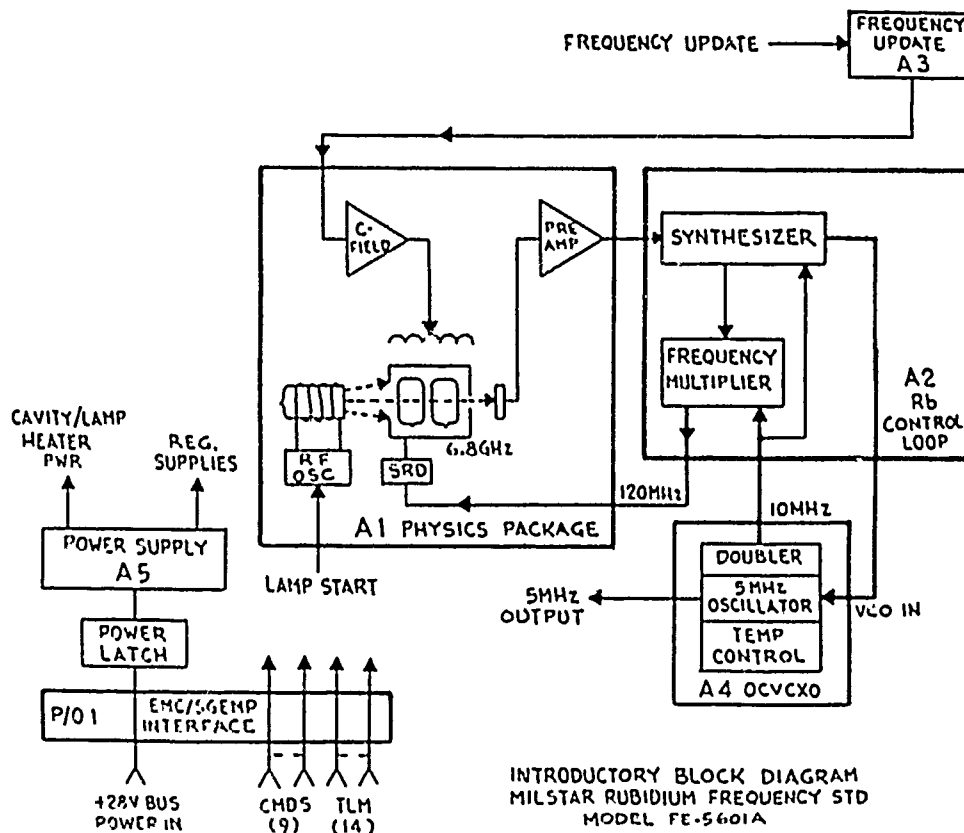 FREQUENCY UPDATE
FREQUENCY
UPDATE
A3
C-
FIELD
PRE
AMP
SYNTHESIZER
FREQUENCY
MULTIPLIER
A2
Rb
CONTROL
LOOP
RF
OSC
SRD
6.8GHz
120MHz
A1 PHYSICS PACKAGE
LAMP START
CAVITY/LAMP
HEATER
PWR
REG.
SUPPLIES
POWER SUPPLY
A5
POWER
LATCH
10MHz
DOUBLER
5MHz
OSCILLATOR
TEMP
CONTROL
A4 OCVCXO
5MHz
OUTPUT
VCO IN
P/O 1
EMC/SGEMP
INTERFACE
+28V BUS
POWER IN
CMDS
(9)
TLM
(14)
INTRODUCTORY BLOCK DIAGRAM
MILSTAR RUBIDIUM FREQUENCY STD
MODEL FE-5601A